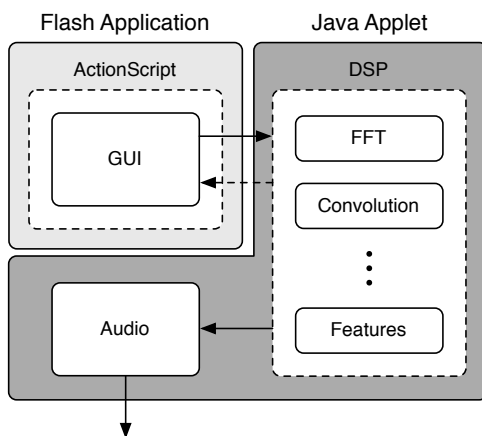 Flash Application
Java Applet
ActionScript
DSP
GUI
FFT
Convolution
Audio
Features